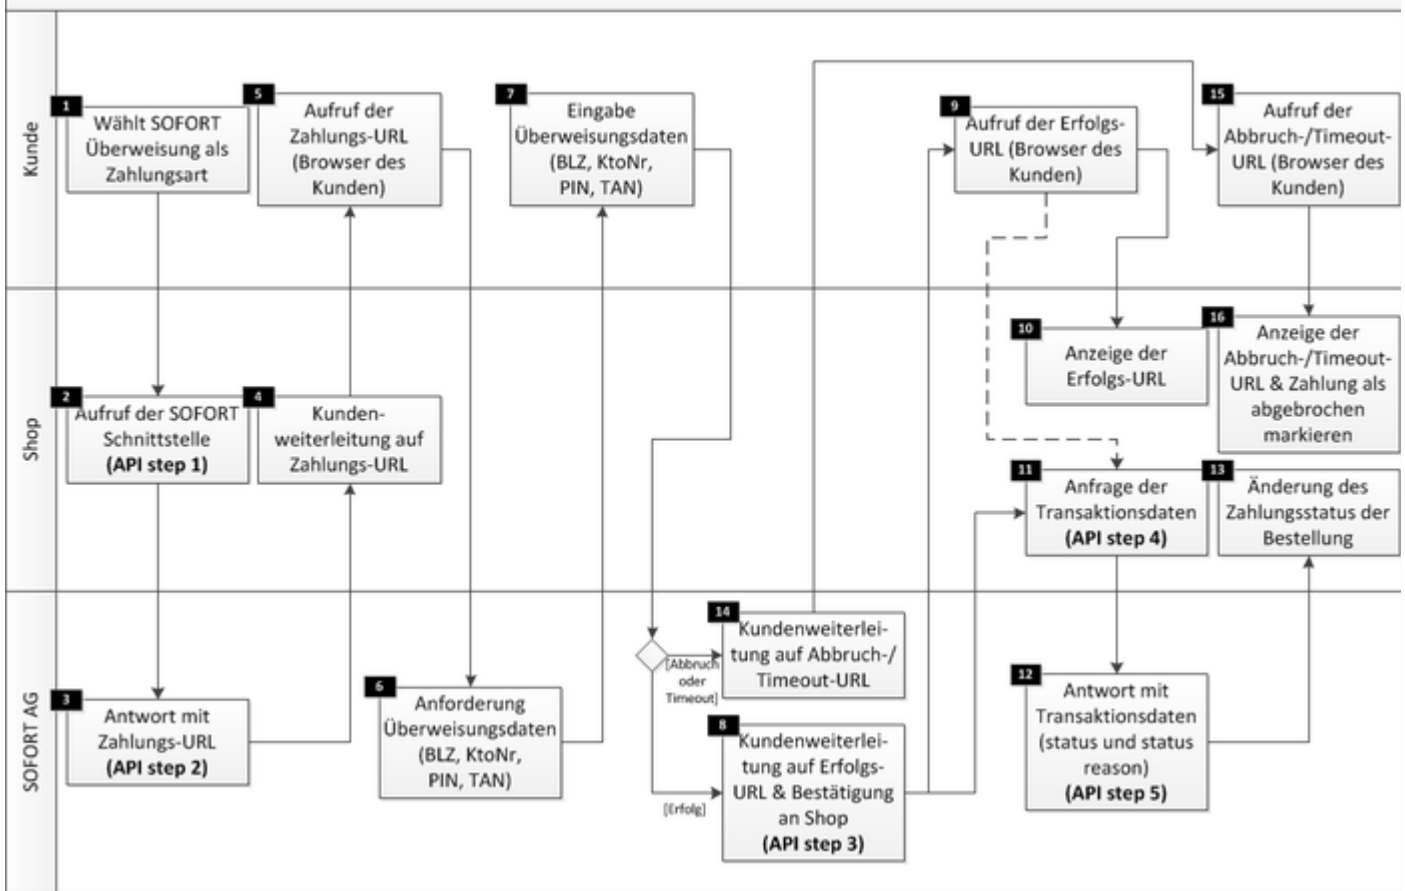 Kunde
1
Wählt SOFORT
Überweisung als
Zahlungsart
5
Aufruf der
Zahlungs-URL
(Browser des
Kunden)
7
Eingabe
Überweisungsdaten
(BLZ, KtoNr,
PIN, TAN)
9
Aufruf der Erfolgs-
URL (Browser des
Kunden)
15
Aufruf der
Abbruch-/Timeout-
URL (Browser des
Kunden)
Shop
2
Aufruf der SOFORT
Schnittstelle
(API step 1)
4
Kunden-
weiterleitung auf
Zahlungs-URL
10
Anzeige der
Erfolgs-URL
16
Anzeige der
Abbruch-/Timeout-
URL & Zahlung als
abgebrochen
markieren
11
Anfrage der
Transaktionsdaten
(API step 4)
13
Änderung des
Zahlungsstatus der
Bestellung
SOFORT AG
3
Antwort mit
Zahlungs-URL
(API step 2)
6
Anforderung
Überweisungsdaten
(BLZ, KtoNr,
PIN, TAN)
[Abbruch
oder
Timeout]
14
Kundenweiterlei-
tung auf Abbruch-/
Timeout-URL
[Erfolg]
8
Kundenweiterlei-
tung auf Erfolgs-
URL & Bestätigung
an Shop
(API step 3)
12
Antwort mit
Transaktionsdaten
(status und status
reason)
(API step 5)